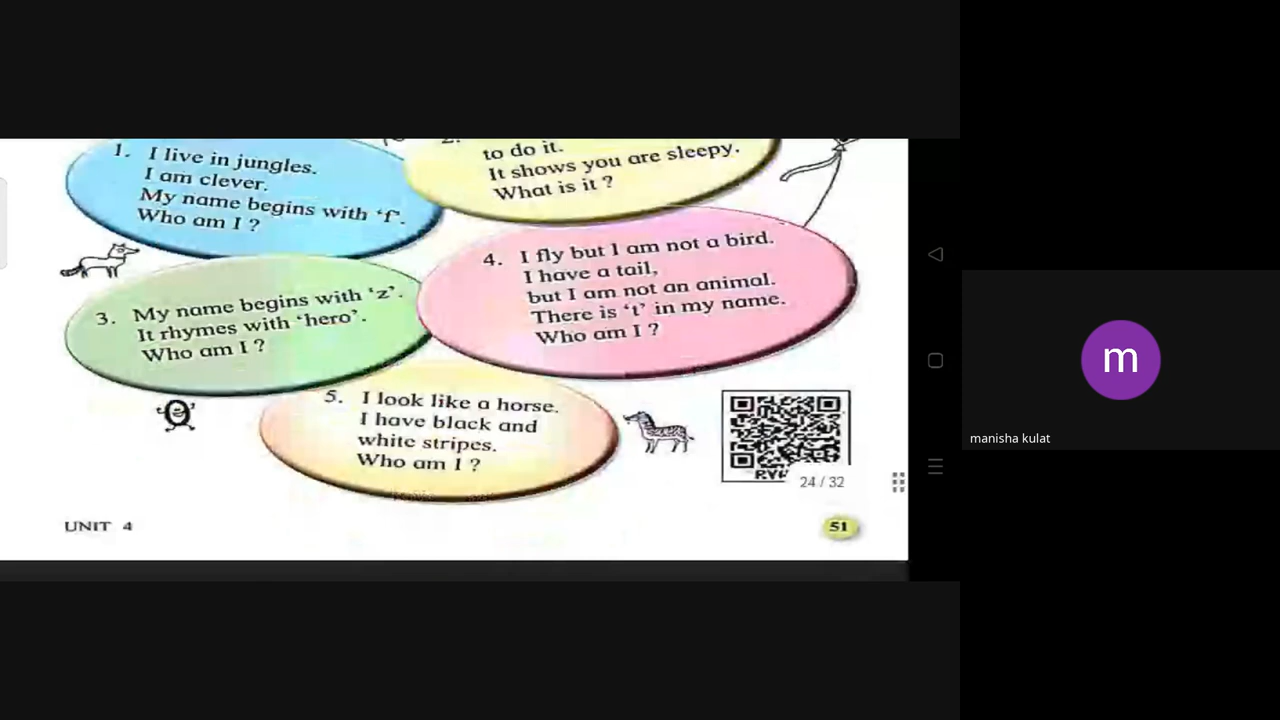 1. I live in jungles.
I am clever.
My name begins with ‘f’.
Who am I ?
to do it.
It shows you are sleepy.
What is it ?
3. My name begins with ‘z’.
It rhymes with ‘hero’.
Who am I ?
4. I fly but I am not a bird.
I have a tail,
but I am not an animal.
There is ‘t’ in my name.
Who am I ?
5. I look like a horse.
I have black and
white stripes.
Who am I ?
24 / 32
UNIT 4
51
m
manisha kulat